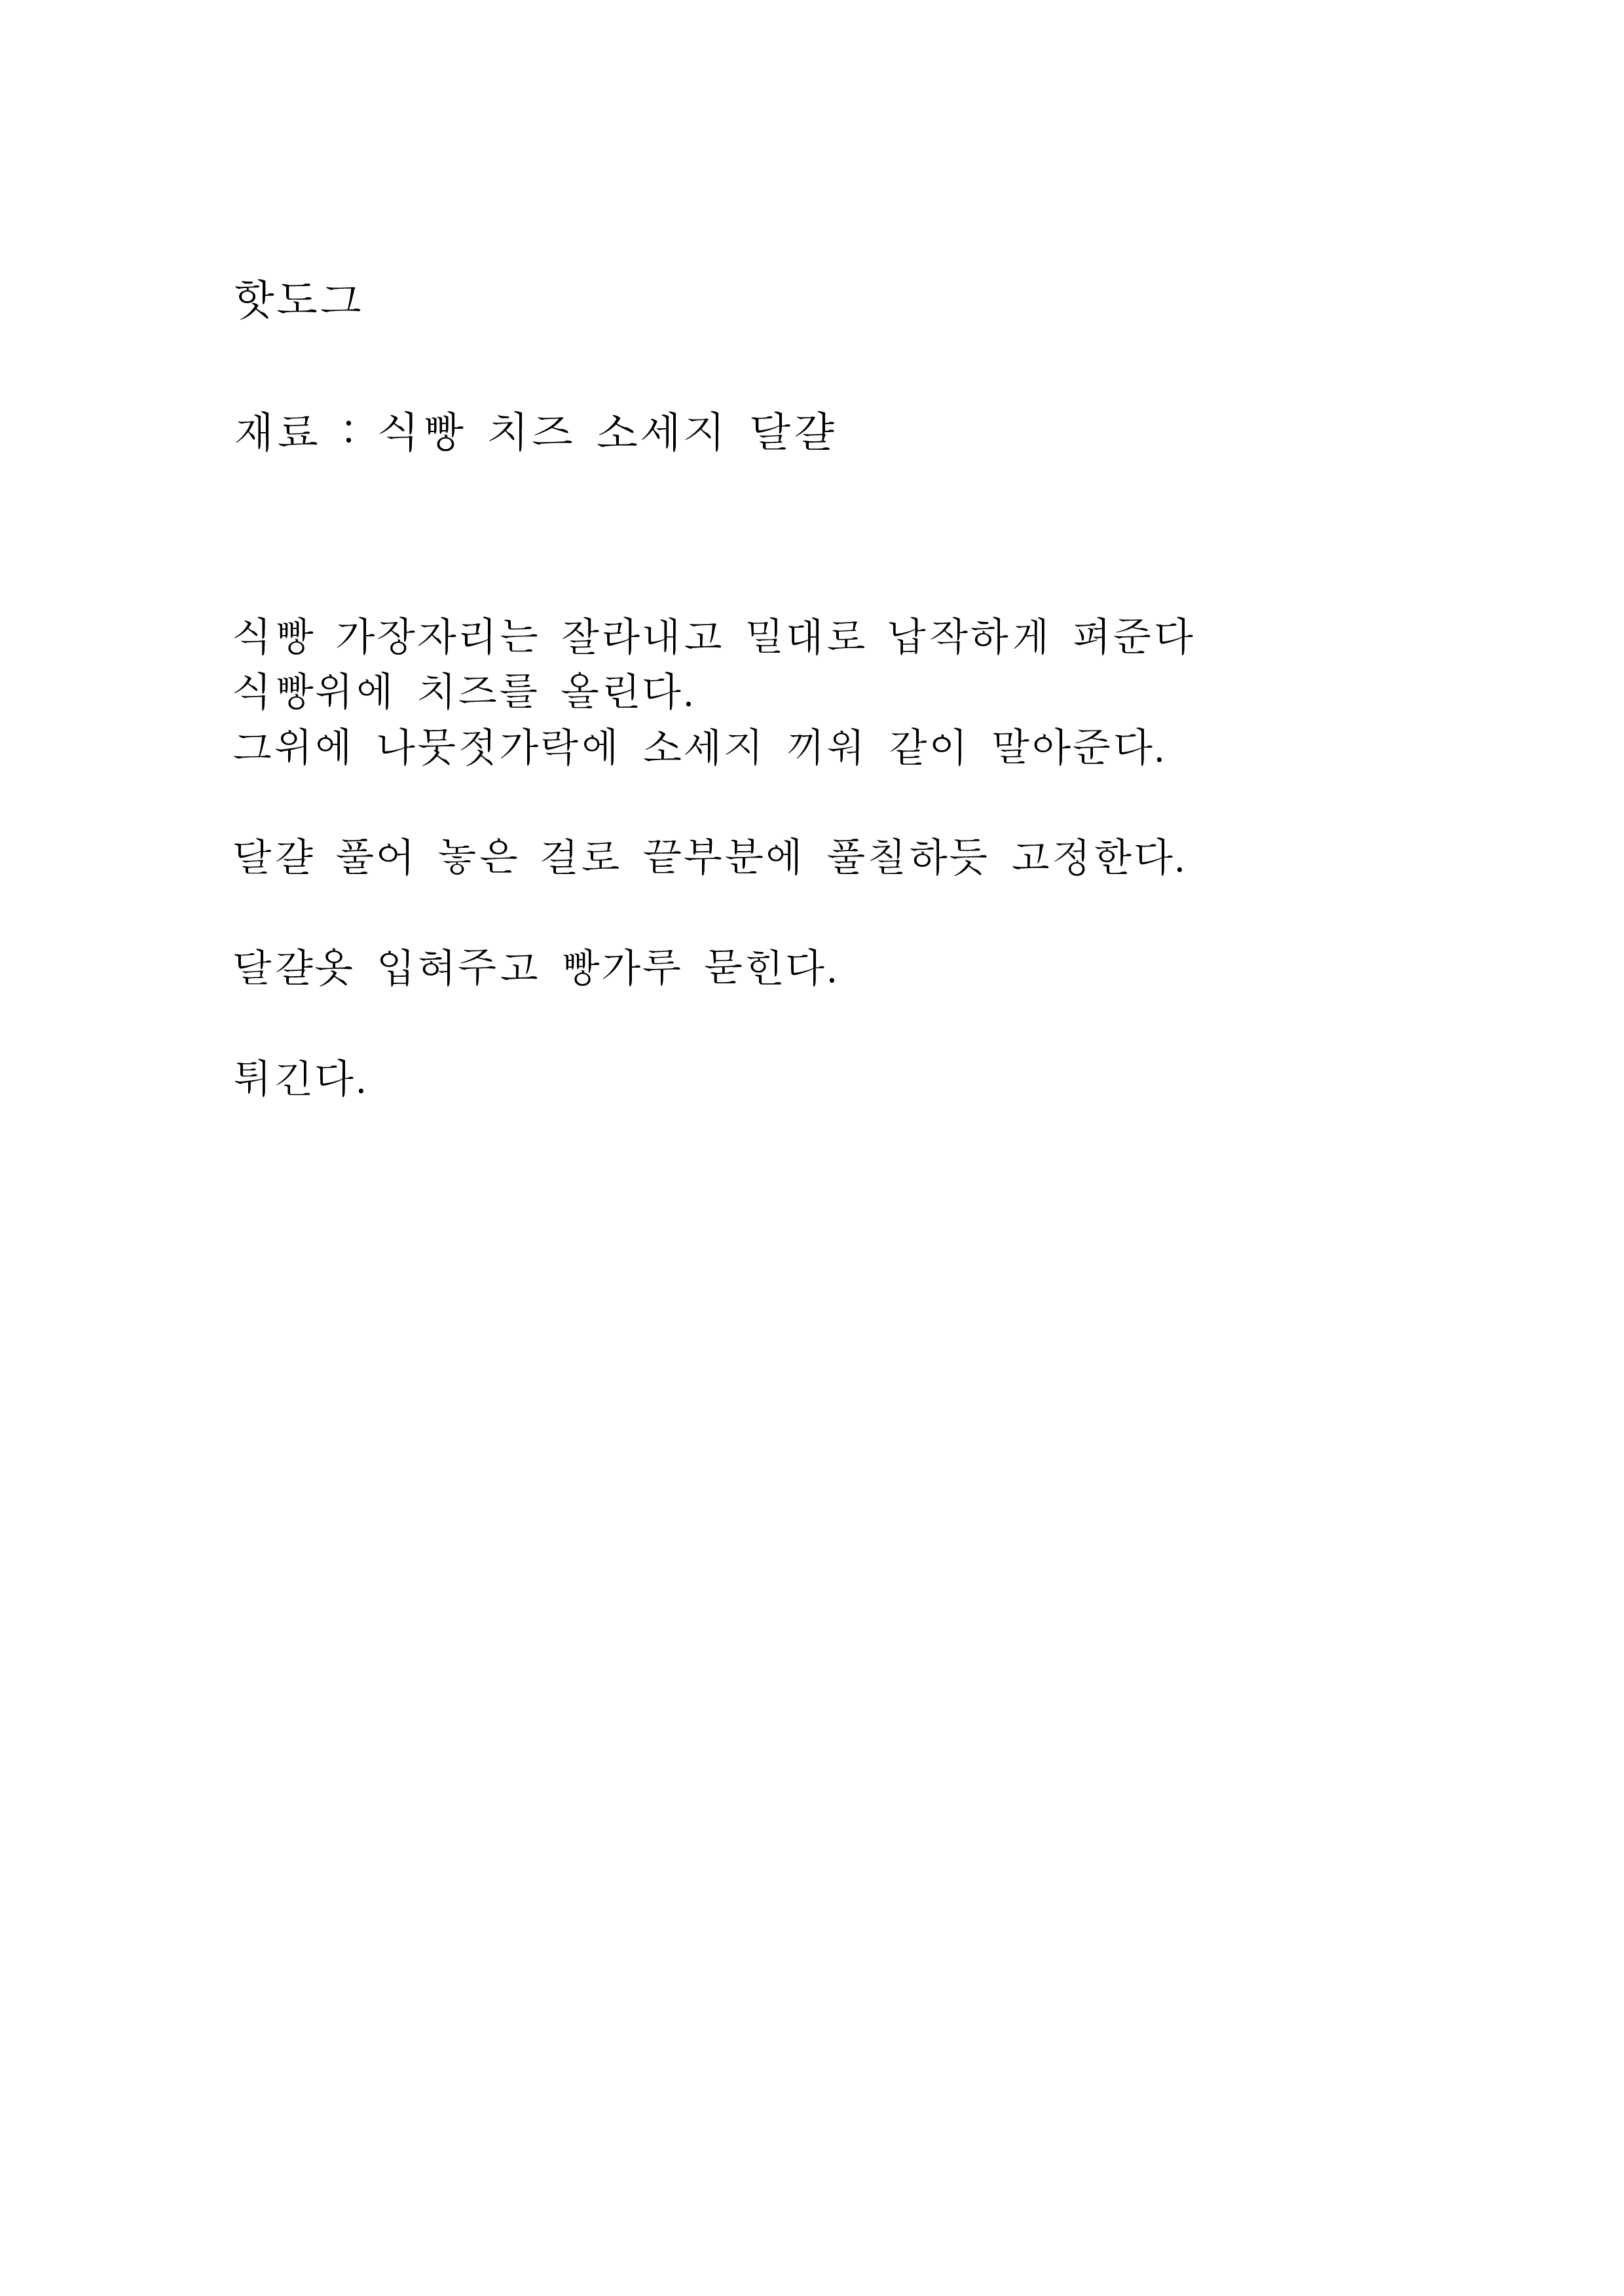 핫도그
재료 : 식빵 치즈 소세지 달걀
식빵 가장자리는 잘라내고 밀대로 납작하게 펴준다
식빵위에 치즈를 올린다.
그위에 나뭇젓가락에 소세지 끼워 같이 말아준다.
달걀 풀어 놓은 걸로 끝부분에 풀칠하듯 고정한다.
달걀옷 입혀주고 빵가루 묻힌다.
튀긴다.